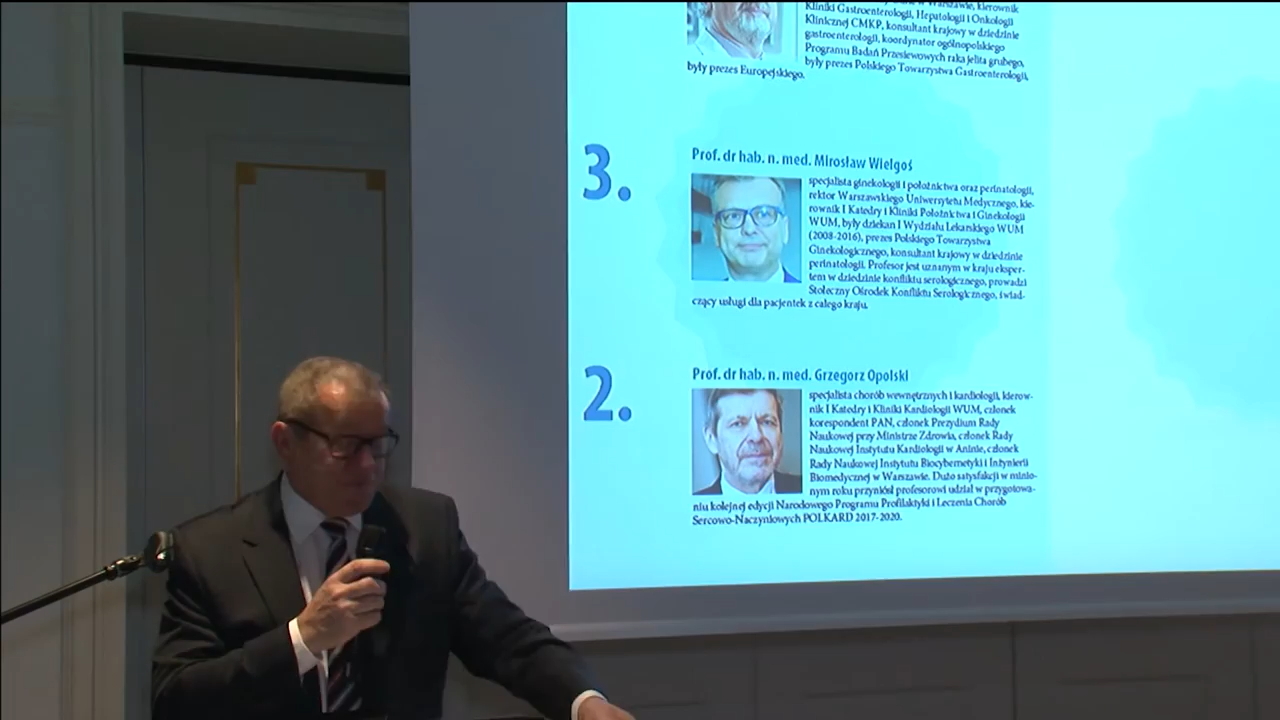 w Warszawie, kierownik
Kliniki Gastroenterologii, Hepatologii i Onkologii
Klinicznej CMKP, konsultant krajowy w dziedzinie
gastroenterologii, koordynator ogólnopolskiego
Programu Badań Przesiewowych raka jelita grubego,
były prezes Polskiego Towarzystwa Gastroenterologii,
były prezes Europejskiego.
3.
Prof. dr hab. n. med. Mirosław Wielgoś
specjalista ginekologii i położnictwa oraz perinatologii,
rektor Warszawskiego Uniwersytetu Medycznego, kie-
rownik I Katedry i Kliniki Położnictwa i Ginekologii
WUM, były dziekan I Wydziału Lekarskiego WUM
(2008-2016), prezes Polskiego Towarzystwa
Ginekologicznego, konsultant krajowy w dziedzinie
perinatologii. Profesor jest uznanym w kraju eksper-
tem w dziedzinie konfliktu serologicznego, prowadzi
Stołeczny Ośrodek Konfliktu Serologicznego, świad-
czący usługi dla pacjentek z całego kraju.
2.
Prof. dr hab. n. med. Grzegorz Opolski
specjalista chorób wewnętrznych i kardiologii, kierow-
nik I Katedry i Kliniki Kardiologii WUM, członek
korespondent PAN, członek Prezydium Rady
Naukowej przy Ministrze Zdrowia, członek Rady
Naukowej Instytutu Kardiologii w Aninie, członek
Rady Naukowej Instytutu Biocybernetyki i Inżynierii
Biomedycznej w Warszawie. Dużo satysfakcji w minio-
nym roku przyniósł profesorowi udział w przygotowa-
niu kolejnej edycji Narodowego Programu Profilaktyki i Leczenia Chorób
Sercowo-Naczyniowych POLKARD 2017-2020.